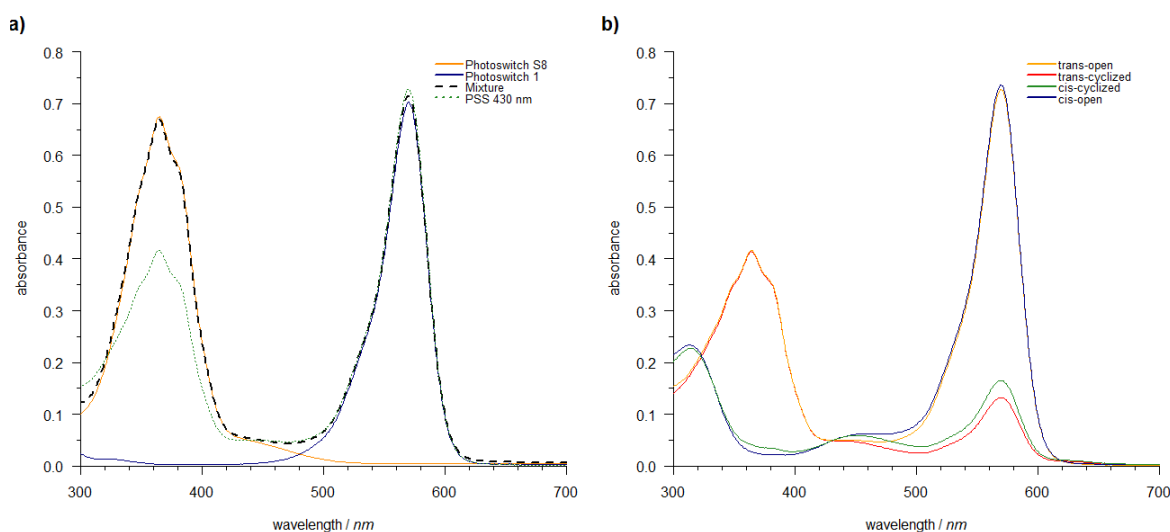 a)
0.8
0.7
0.6
0.5
0.4
0.3
0.2
0.1
0.0
absorbance
300
400
500
600
700
wavelength / nm
Photoswitch S8
Photoswitch 1
Mixture
PSS 430 nm
b)
0.8
0.7
0.6
0.5
0.4
0.3
0.2
0.1
0.0
absorbance
300
400
500
600
700
wavelength / nm
trans-open
trans-cyclized
cis-cyclized
cis-open